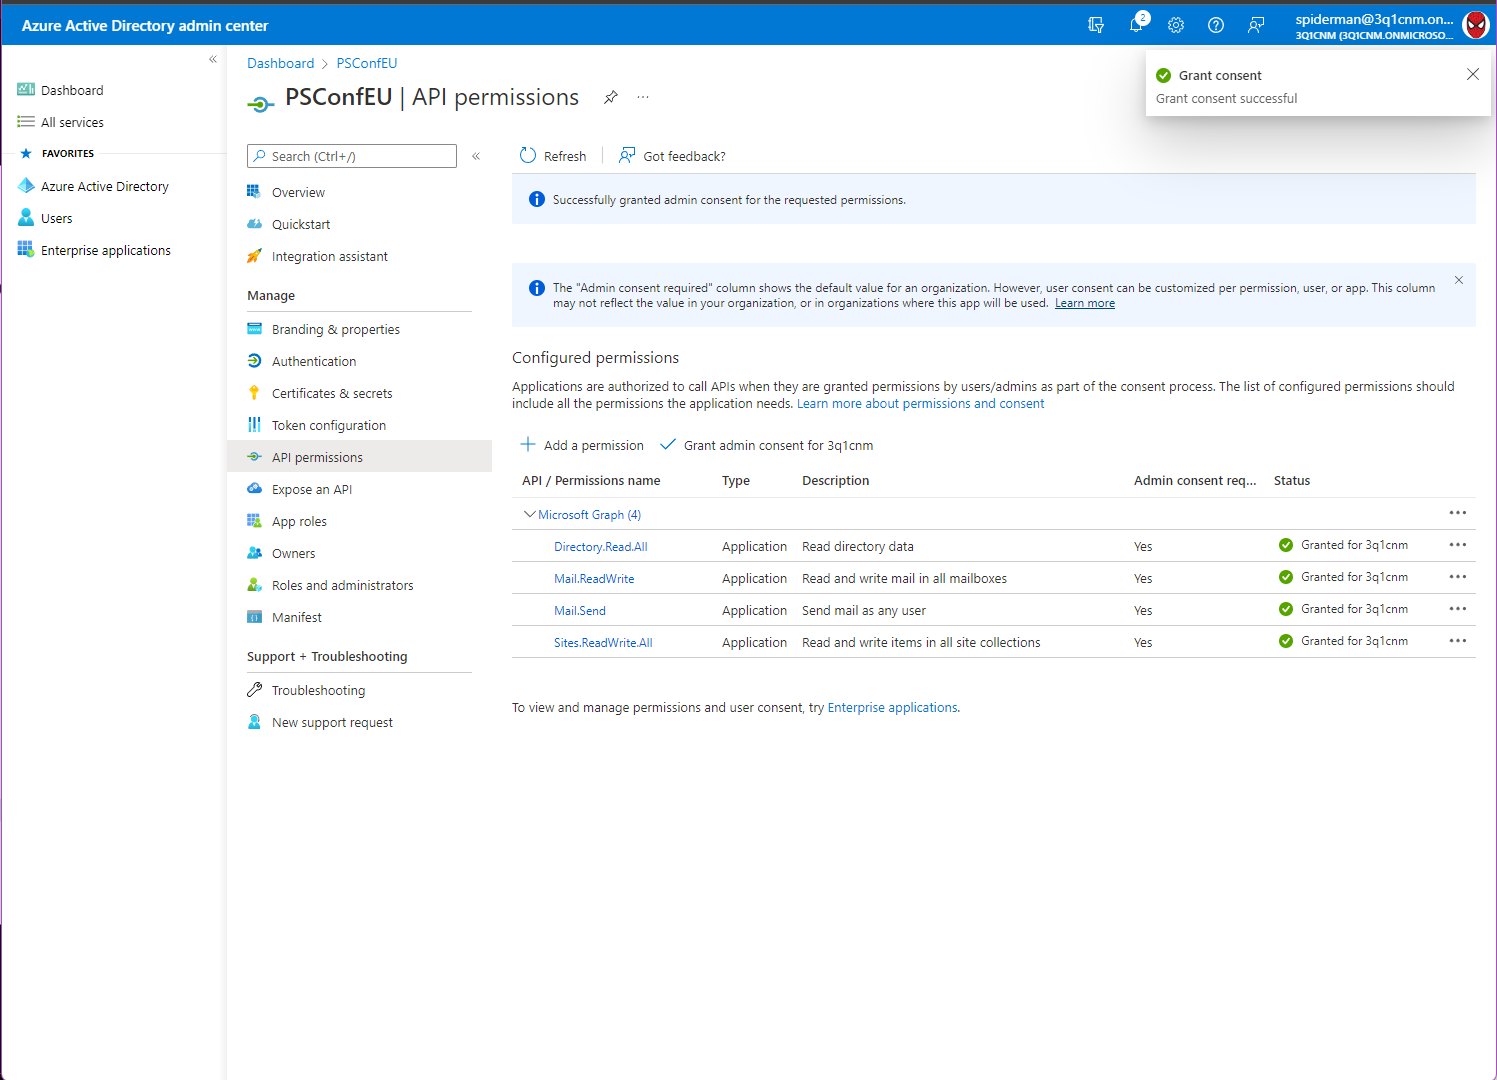 Azure Active Directory admin center
2
spiderman@3q1cnm.on...
3Q1CNM (3Q1CNM.ONMICROSO...
«
Dashboard
All services
FAVORITES
Azure Active Directory
Users
Enterprise applications
Dashboard > PSConfEU
PSConfEU | API permissions ...
Grant consent
Grant consent successful
Search (Ctrl+/) «
Overview
Quickstart
Integration assistant
Manage
Branding & properties
Authentication
Certificates & secrets
Token configuration
API permissions
Expose an API
App roles
Owners
Roles and administrators
Manifest
Support + Troubleshooting
Troubleshooting
New support request
Refresh | Got feedback?
Successfully granted admin consent for the requested permissions.
The "Admin consent required" column shows the default value for an organization. However, user consent can be customized per permission, user, or app. This column
may not reflect the value in your organization, or in organizations where this app will be used. Learn more
Configured permissions
Applications are authorized to call APIs when they are granted permissions by users/admins as part of the consent process. The list of configured permissions should
include all the permissions the application needs. Learn more about permissions and consent
Add a permission Grant admin consent for 3q1cnm
API / Permissions name Type Description Admin consent req... Status
Microsoft Graph (4) ...
Directory.Read.All Application Read directory data Yes Granted for 3q1cnm ...
Mail.ReadWrite Application Read and write mail in all mailboxes Yes Granted for 3q1cnm ...
Mail.Send Application Send mail as any user Yes Granted for 3q1cnm ...
Sites.ReadWrite.All Application Read and write items in all site collections Yes Granted for 3q1cnm ...
To view and manage permissions and user consent, try Enterprise applications.